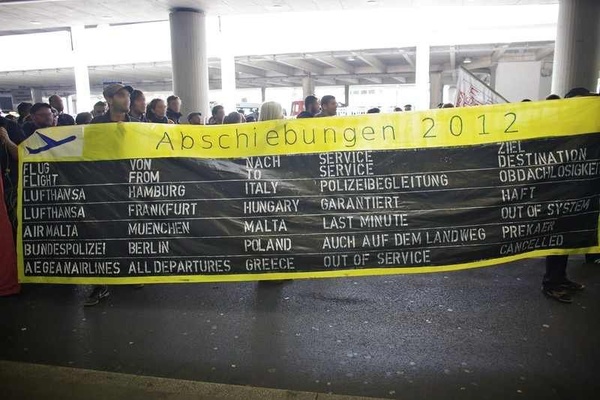 Abschiebungen 2012
FLUG VON NACH SERVICE ZIEL
FLIGHT FROM TO SERVICE DESTINATION
LUFTHANSA HAMBURG ITALY POLIZEIBEGLEITUNG OBDACHLOSIGKEIT
LUFTHANSA FRANKFURT HUNGARY GARANTIERT HAFT
AIR MALTA MUENCHEN MALTA LAST MINUTE OUT OF SYSTEM
BUNDESPOLIZEI BERLIN POLAND AUCH AUF DEM LANDWEG PREKAER
AEGEANAIRLINES ALL DEPARTURES GREECE OUT OF SERVICE CANCELLED